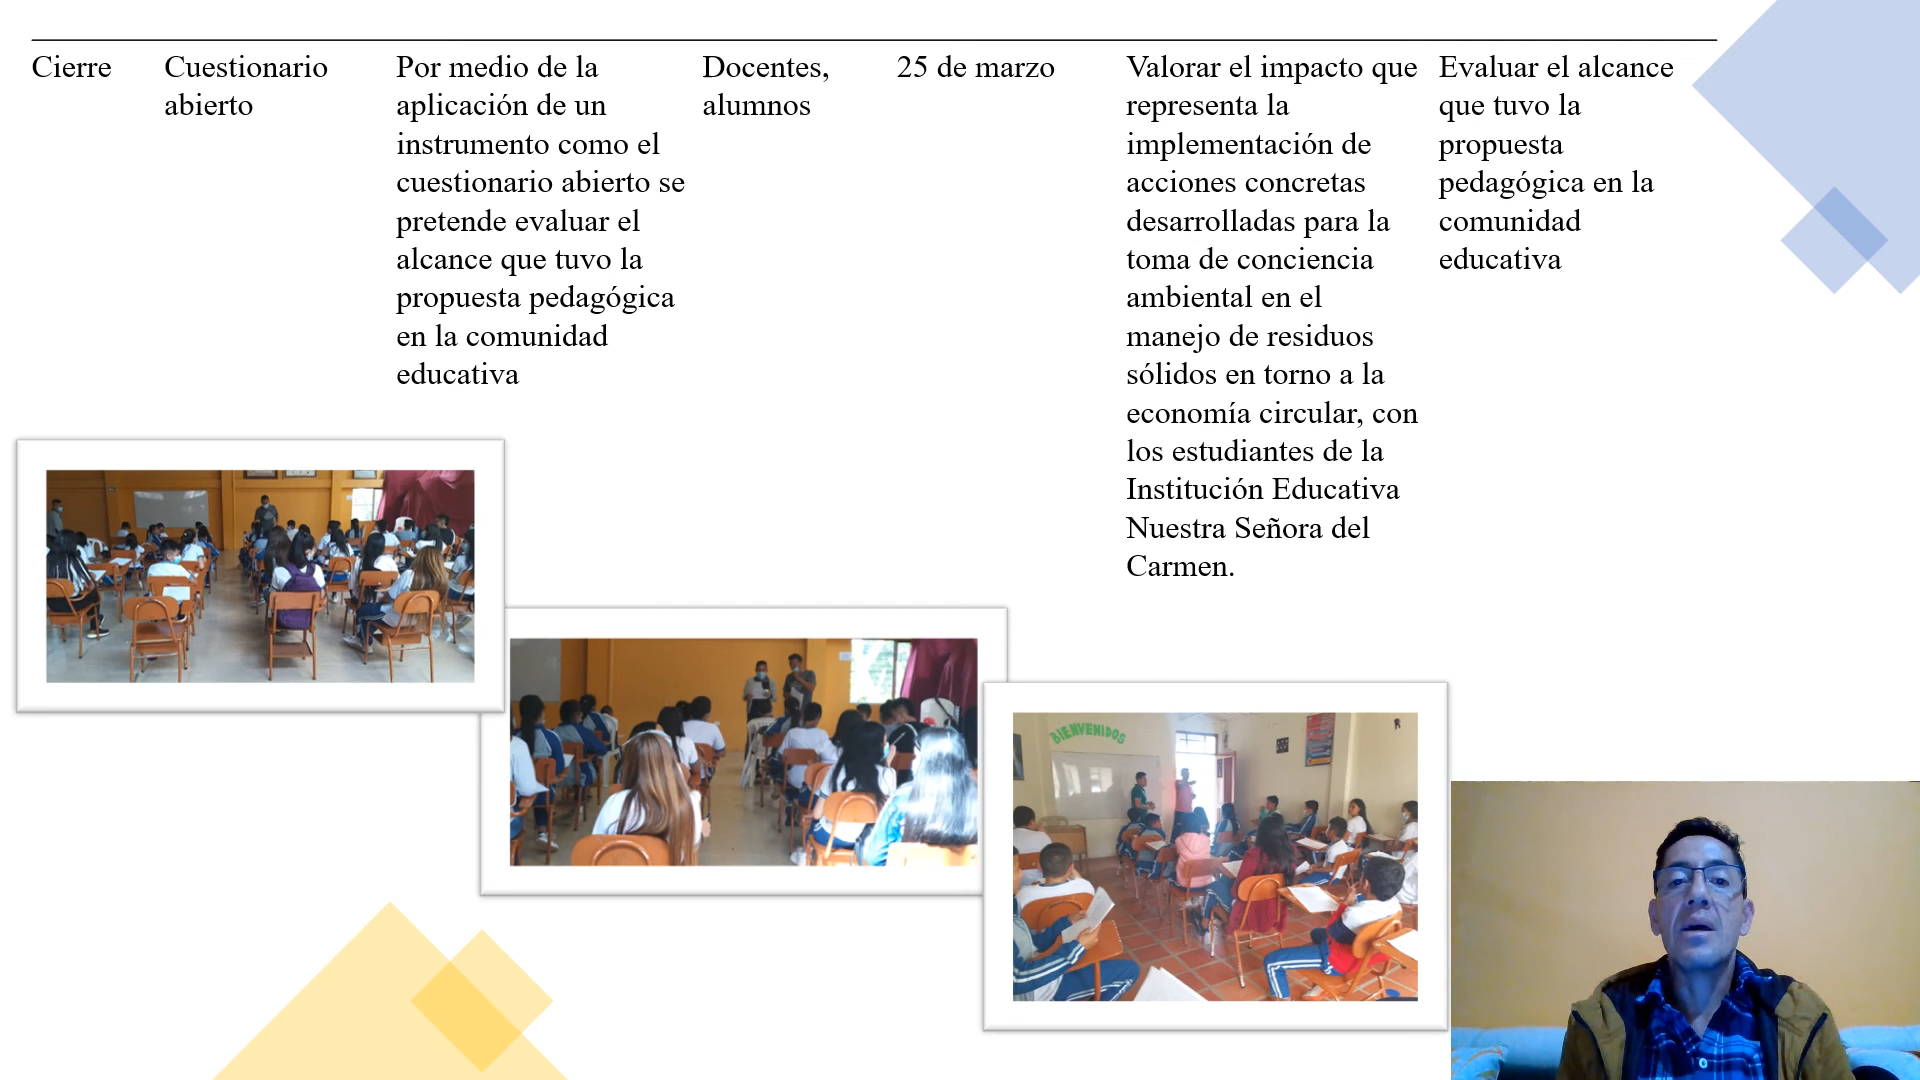 Cierre
Cuestionario
abierto
Por medio de la
aplicación de un
instrumento como el
cuestionario abierto se
pretende evaluar el
alcance que tuvo la
propuesta pedagógica
en la comunidad
educativa
Docentes,
alumnos
25 de marzo
Valorar el impacto que
representa la
implementación de
acciones concretas
desarrolladas para la
toma de conciencia
ambiental en el
manejo de residuos
sólidos en torno a la
economía circular, con
los estudiantes de la
Institución Educativa
Nuestra Señora del
Carmen.
Evaluar el alcance
que tuvo la
propuesta
pedagógica en la
comunidad
educativa
BIENVENIDOS